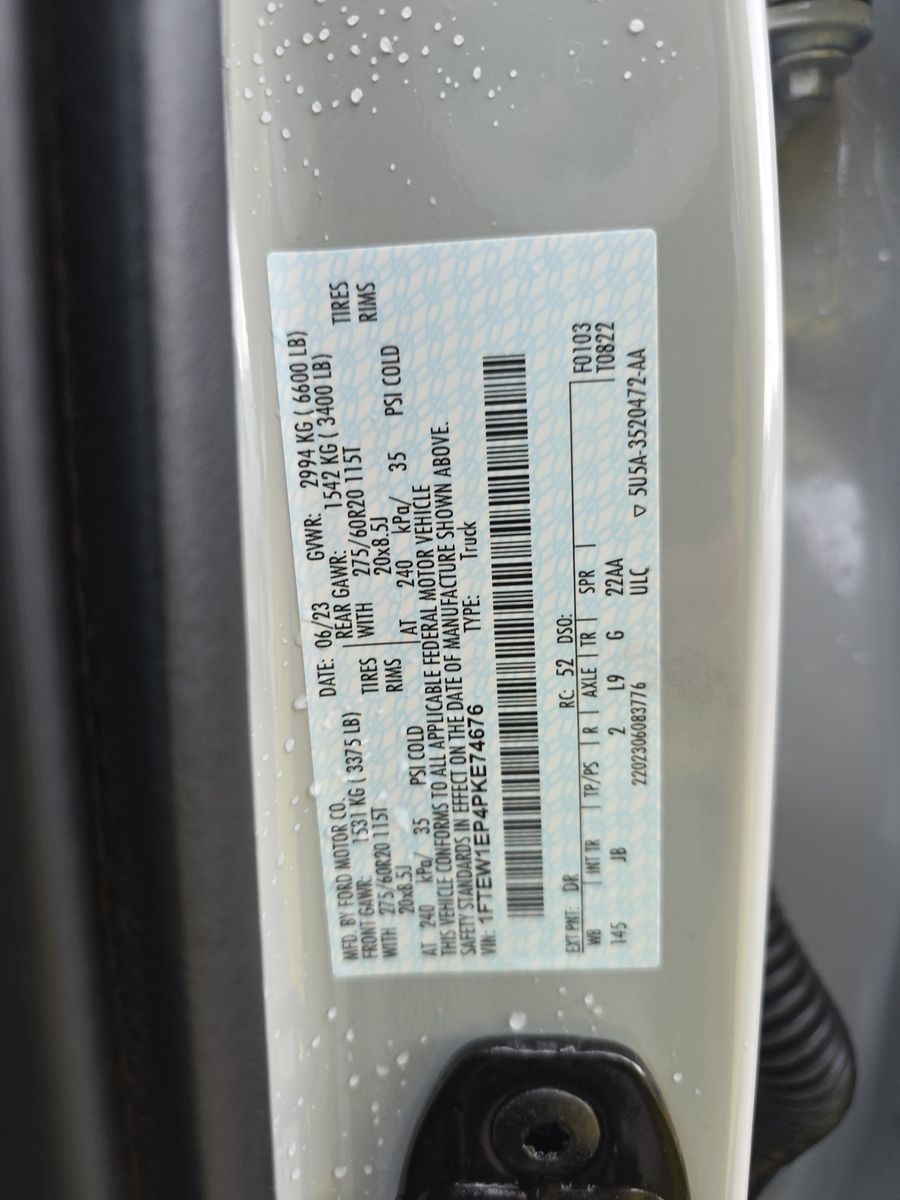 MFD. BY FORD MOTOR CO. DATE: 06/23 GVWR: 2994 KG ( 6600 LB)
FRONT GAWR: 1531 KG ( 3375 LB) REAR GAWR: 1542 KG ( 3400 LB)
WITH 275/60R20 115T TIRES WITH 275/60R20 115T TIRES
20x8.5J RIMS 20x8.5J RIMS
AT 240 kPa/ 35 PSI COLD AT 240 kPa/ 35 PSI COLD
THIS VEHICLE CONFORMS TO ALL APPLICABLE FEDERAL MOTOR VEHICLE
SAFETY STANDARDS IN EFFECT ON THE DATE OF MANUFACTURE SHOWN ABOVE.
VIN: 1FTEW1EP4PKE74676 TYPE: Truck
EXT PNT: DR RC: 52 DSO: F0103
WB INT TR TP/PS R AXLE TR SPR T0822
145 JB 2 L9 G 22AA
2202306083776 ULC ▽ 5U5A-3520472-AA